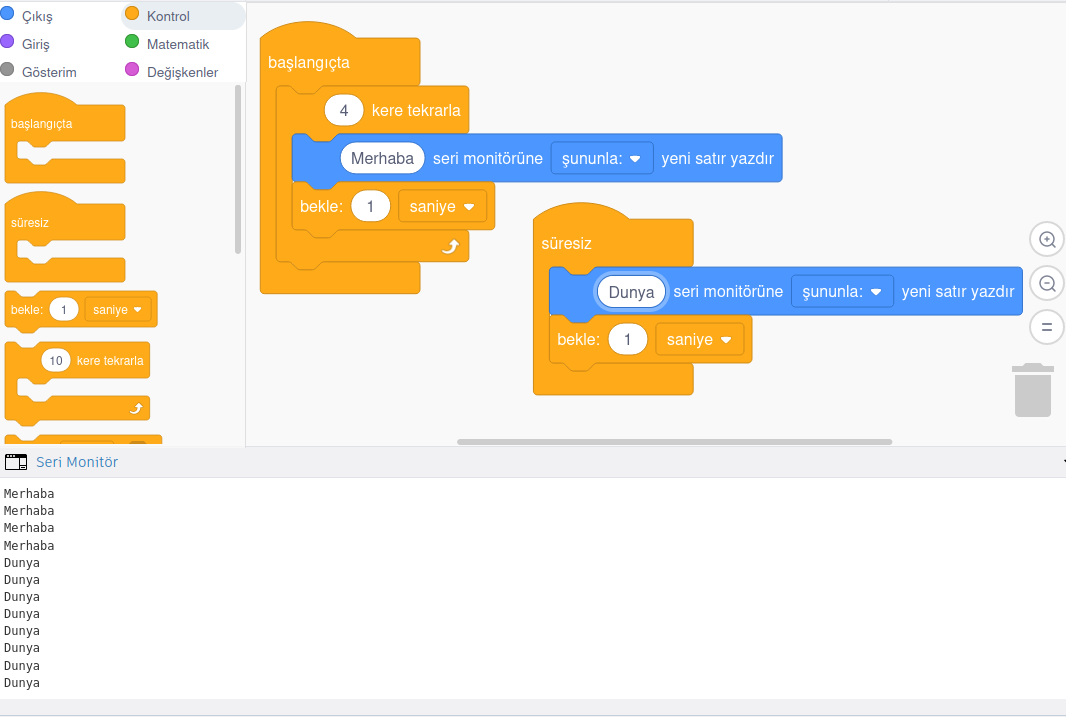 Çıkış
Kontrol
Giriş
Matematik
Gösterim
Değişkenler
başlangıçta
süresiz
bekle: 1 saniye
10 kere tekrarla
başlangıçta
4 kere tekrarla
Merhaba seri monitörüne şununla: yeni satır yazdır
bekle: 1 saniye
süresiz
Dunya seri monitörüne şununla: yeni satır yazdır
bekle: 1 saniye
Seri Monitör
Merhaba
Merhaba
Merhaba
Merhaba
Dunya
Dunya
Dunya
Dunya
Dunya
Dunya
Dunya
Dunya